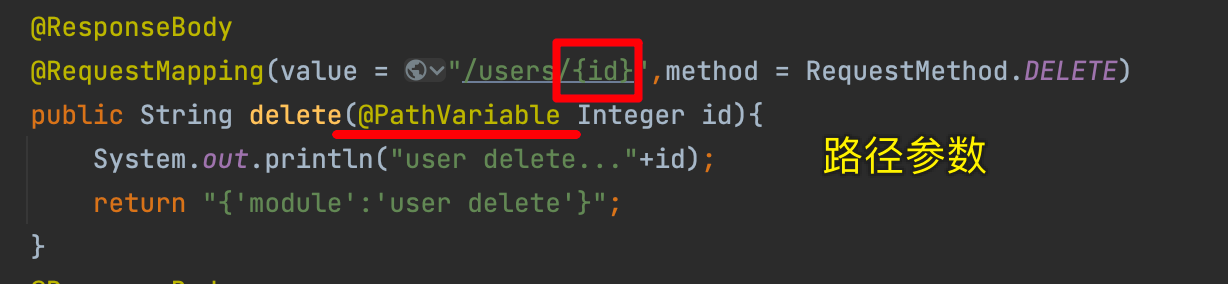 @ResponseBody
@RequestMapping(value = "/users/{id}",method = RequestMethod.DELETE)
public String delete(@PathVariable Integer id){
System.out.println("user delete..."+id);
路径参数
return "{'module':'user delete'}";
}